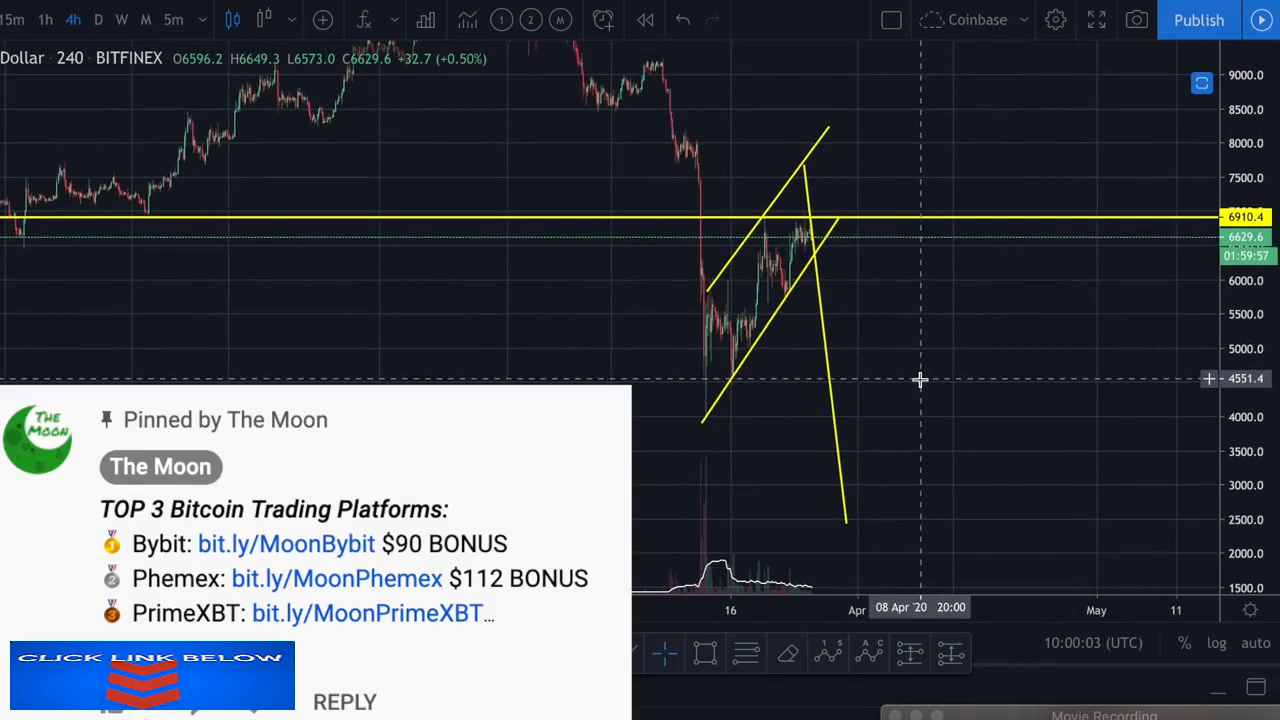 15m 1h 4h D W M 5m 1 2 M Coinbase Publish
Dollar · 240 · BITFINEX O6596.2 H6649.3 L6573.0 C6629.6 +32.7 (+0.50%)
9000.0
8500.0
8000.0
7500.0
6910.4
6629.6
01:59:57
6000.0
5500.0
5000.0
4551.4
4000.0
3500.0
3000.0
2500.0
2000.0
1500.0
16 Apr 08 Apr '20 20:00 May 11
10:00:03 (UTC) % log auto
THE
MOON
Pinned by The Moon
The Moon
TOP 3 Bitcoin Trading Platforms:
Bybit: bit.ly/MoonBybit $90 BONUS
Phemex: bit.ly/MoonPhemex $112 BONUS
PrimeXBT: bit.ly/MoonPrimeXBT...
CLICK LINK BELOW
REPLY
Movie Recording